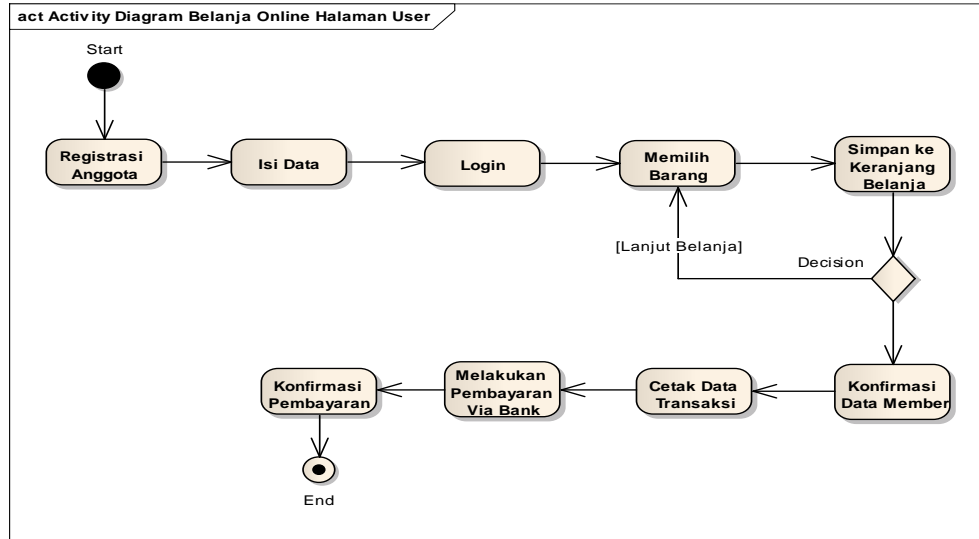 act Activity Diagram Belanja Online Halaman User
Start
Registrasi
Anggota
Isi Data
Login
Memilih
Barang
Simpan ke
Keranjang
Belanja
[Lanjut Belanja]
Decision
Konfirmasi
Pembayaran
Melakukan
Pembayaran
Via Bank
Cetak Data
Transaksi
Konfirmasi
Data Member
End